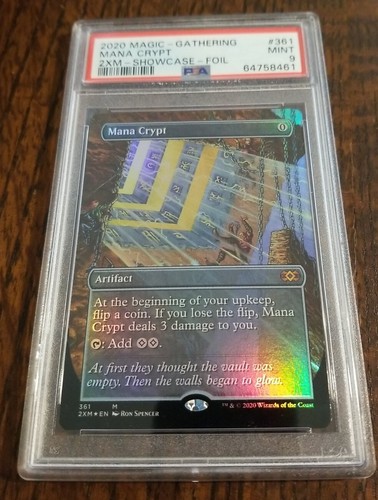 2020 MAGIC - GATHERING #361
MANA CRYPT MINT
2XM - SHOWCASE - FOIL 9
PSA 64758461
Mana Crypt 0
Artifact
At the beginning of your upkeep,
flip a coin. If you lose the flip, Mana
Crypt deals 3 damage to you.
: Add .
At first they thought the vault was
empty. Then the walls began to glow.
361 M
2XM ★ EN Ron Spencer ™ & © 2020 Wizards of the Coast